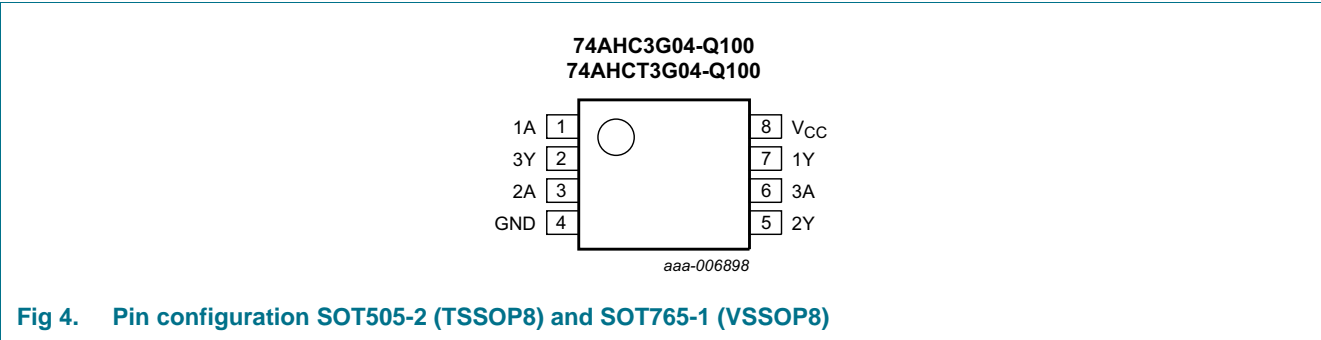 74AHC3G04-Q100
74AHCT3G04-Q100
1A 1 8 VCC
3Y 2 7 1Y
2A 3 6 3A
GND 4 5 2Y
aaa-006898
Fig 4. Pin configuration SOT505-2 (TSSOP8) and SOT765-1 (VSSOP8)